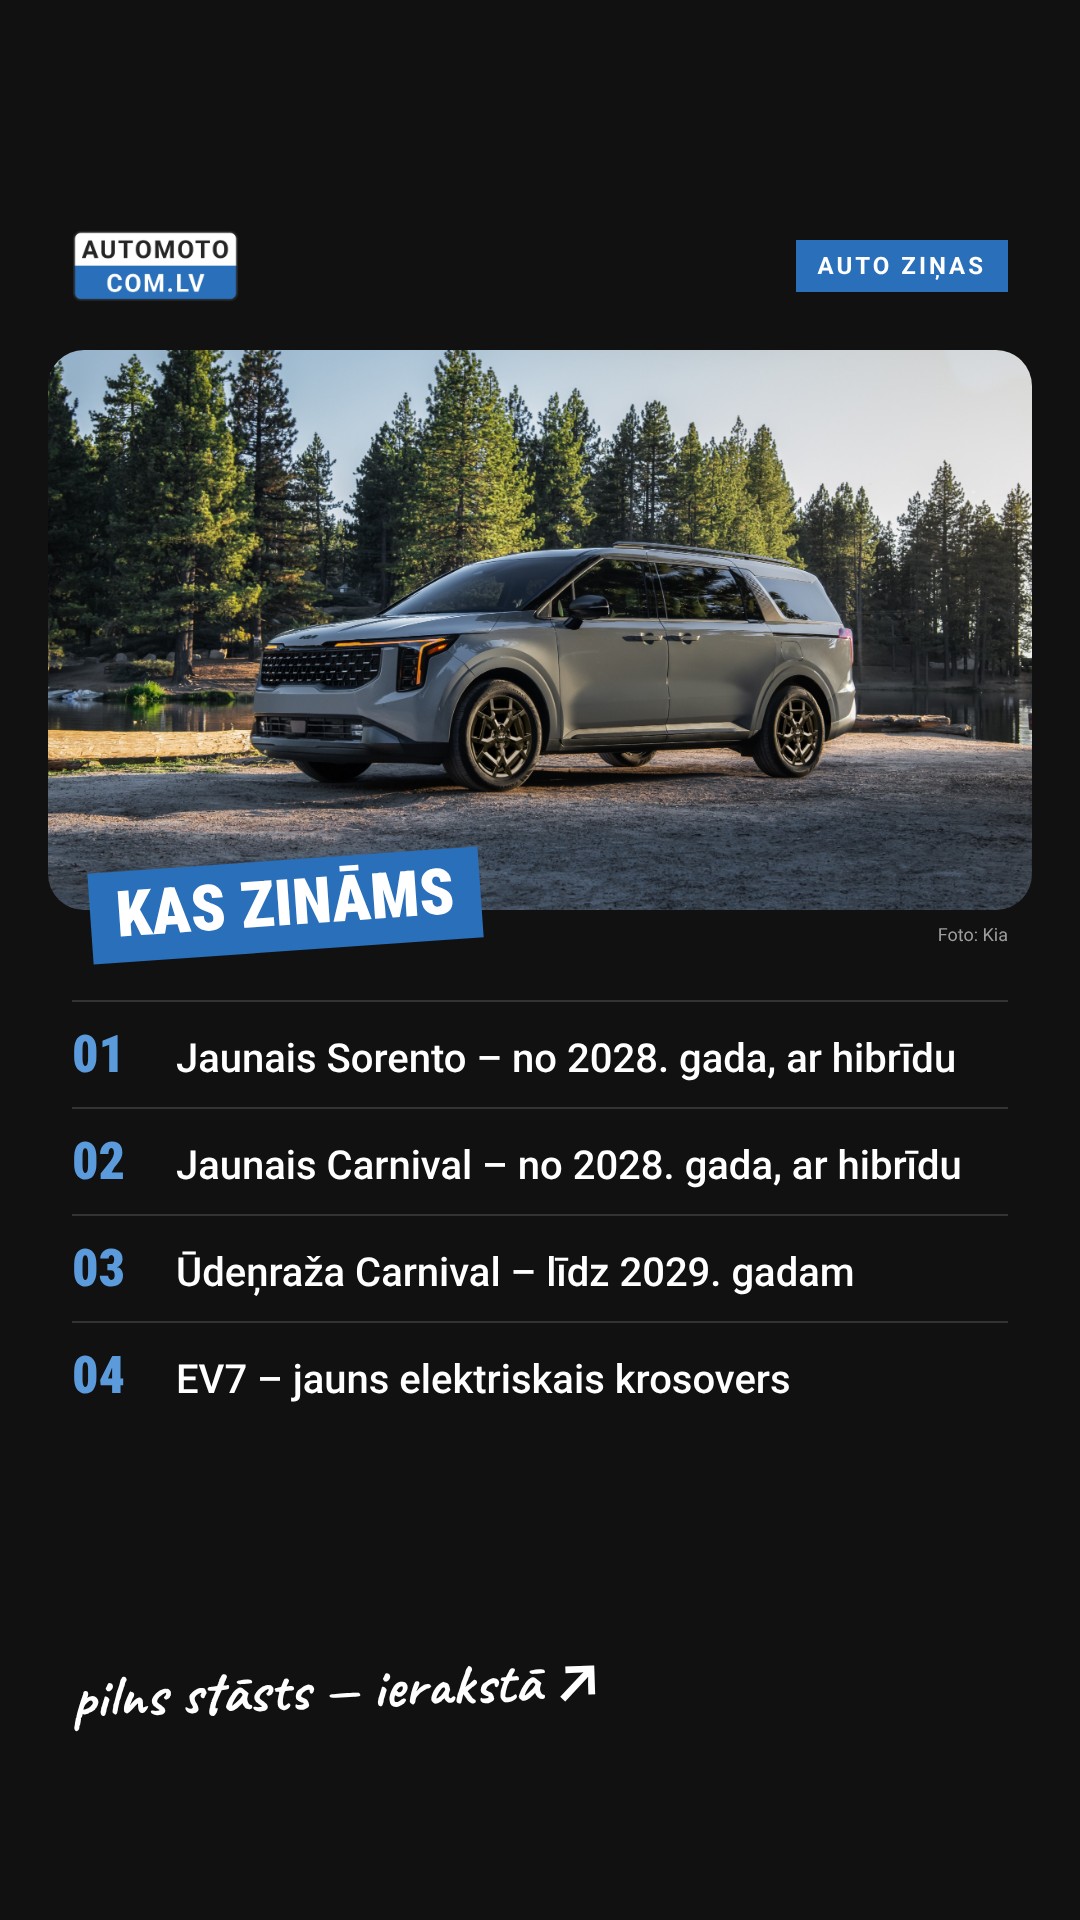 AUTOMOTO
COM.LV
AUTO ZIŅAS
KAS ZINĀMS
Foto: Kia
01 Jaunais Sorento – no 2028. gada, ar hibrīdu
02 Jaunais Carnival – no 2028. gada, ar hibrīdu
03 Ūdeņraža Carnival – līdz 2029. gadam
04 EV7 – jauns elektriskais krosovers
pilns stāsts — ierakstā ↗